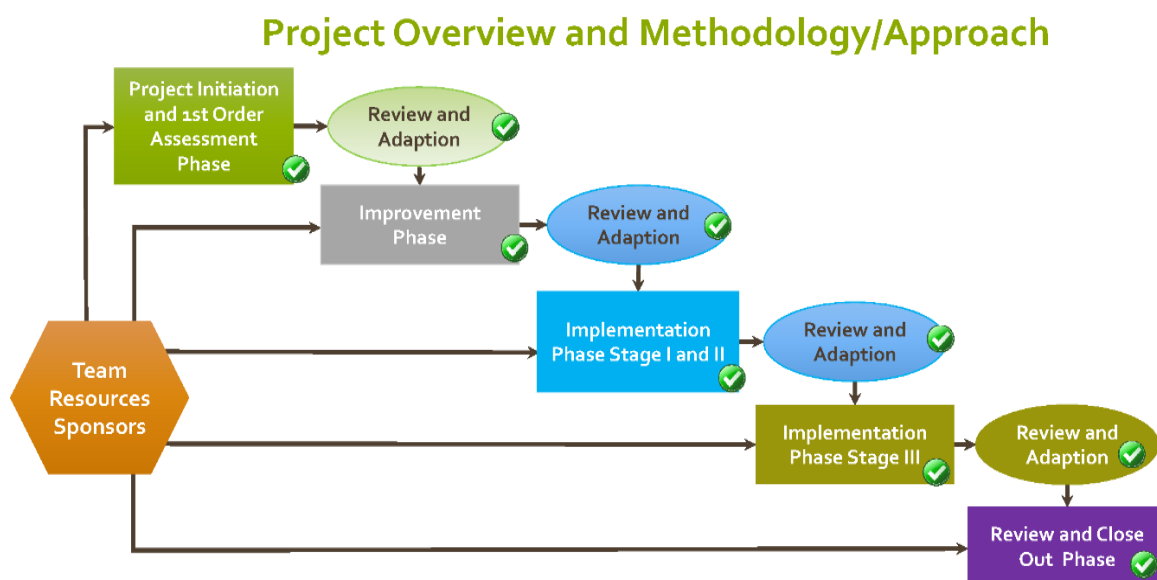 Project Overview and Methodology/Approach
Project Initiation
and 1st Order
Assessment
Phase
Review and
Adaption
Improvement
Phase
Review and
Adaption
Implementation
Phase Stage I and II
Review and
Adaption
Team
Resources
Sponsors
Implementation
Phase Stage III
Review and
Adaption
Review and Close
Out Phase